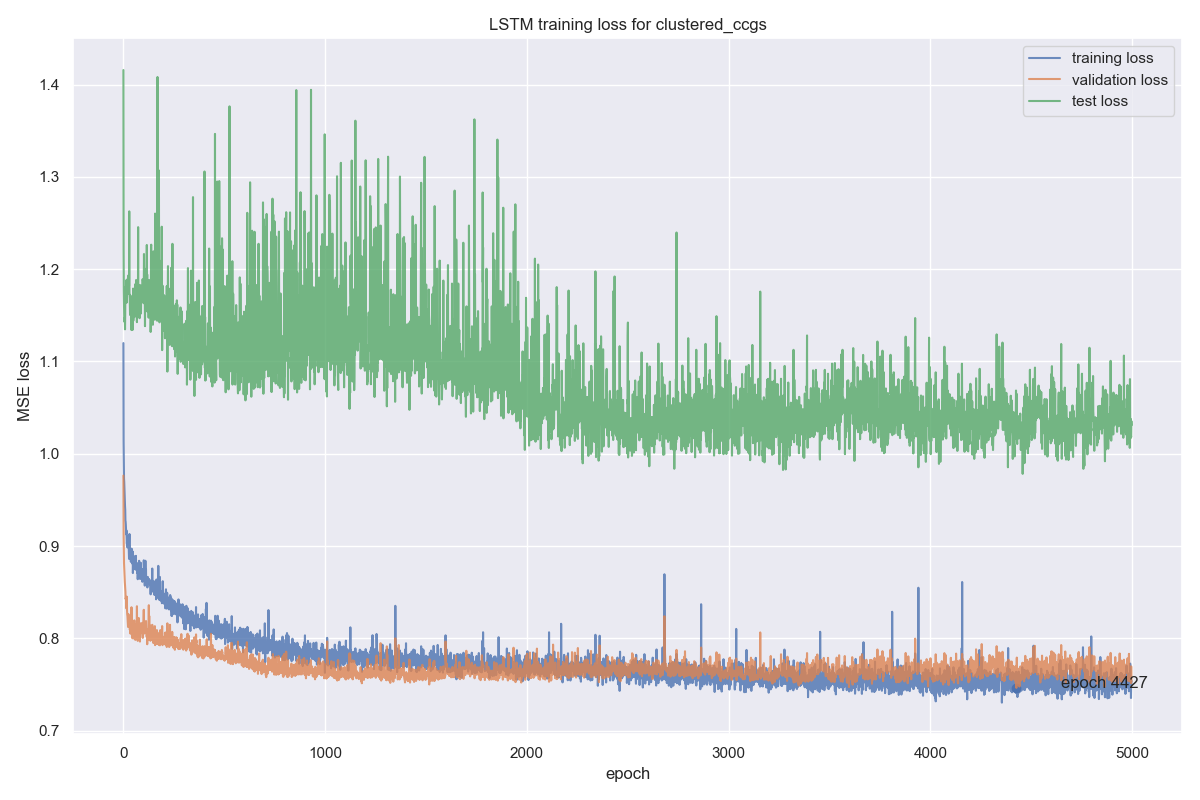 LSTM training loss for clustered_ccgs
training loss
validation loss
test loss
1.4
1.3
1.2
1.1
1.0
0.9
0.8
0.7
MSE loss
epoch 4427
0
1000
2000
3000
4000
5000
epoch